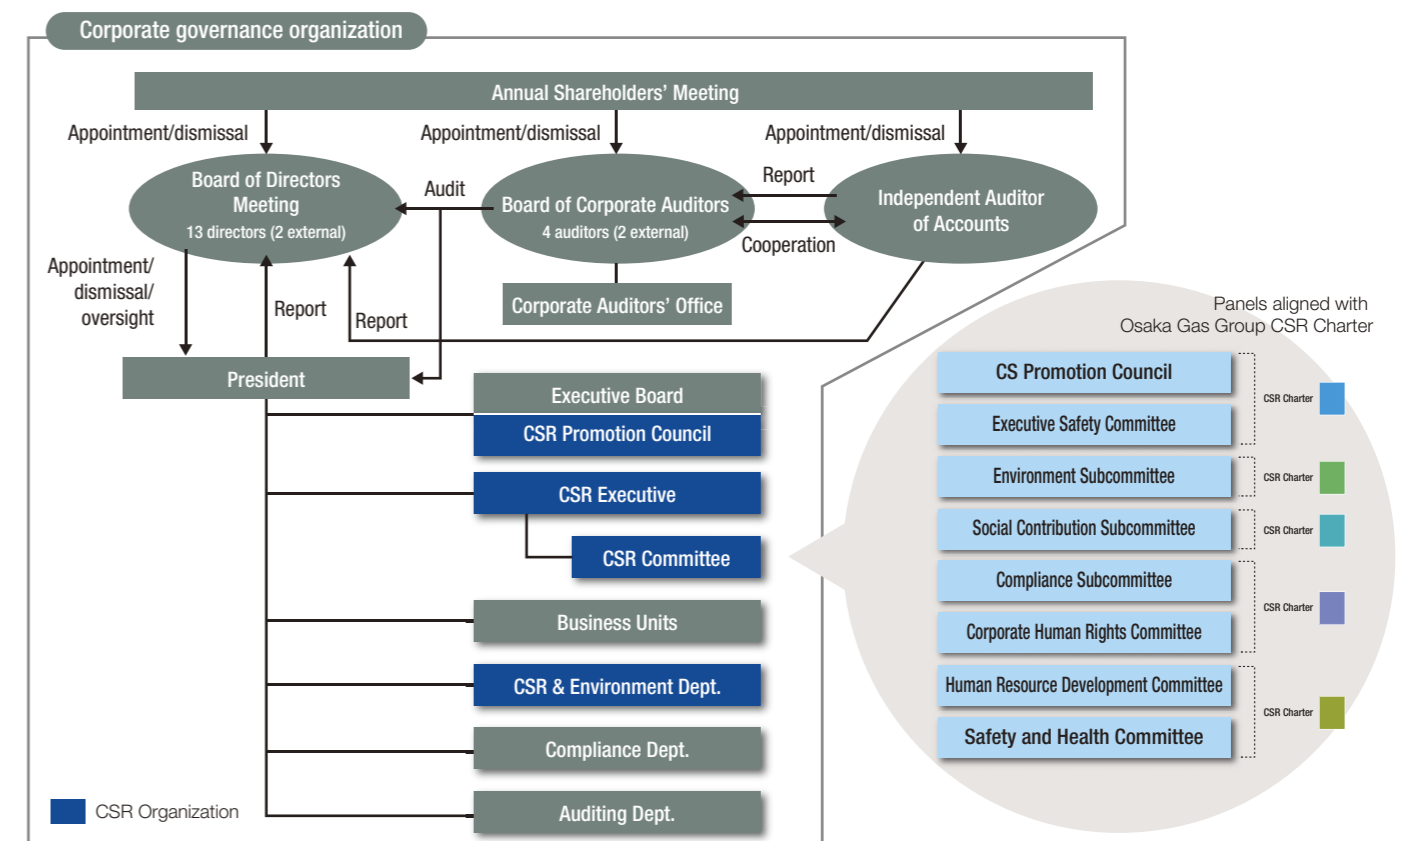 Corporate governance organization
Annual Shareholders’ Meeting
Appointment/dismissal
Appointment/dismissal
Appointment/dismissal
Board of Directors
Meeting
13 directors (2 external)
Audit
Board of Corporate Auditors
4 auditors (2 external)
Report
Cooperation
Independent Auditor
of Accounts
Appointment/
dismissal/
oversight
Report
Report
Corporate Auditors’ Office
President
Executive Board
CSR Promotion Council
CSR Executive
CSR Committee
Business Units
CSR & Environment Dept.
Compliance Dept.
Auditing Dept.
CSR Organization
Panels aligned with
Osaka Gas Group CSR Charter
CS Promotion Council
Executive Safety Committee
CSR Charter
Environment Subcommittee
CSR Charter
Social Contribution Subcommittee
CSR Charter
Compliance Subcommittee
Corporate Human Rights Committee
CSR Charter
Human Resource Development Committee
Safety and Health Committee
CSR Charter